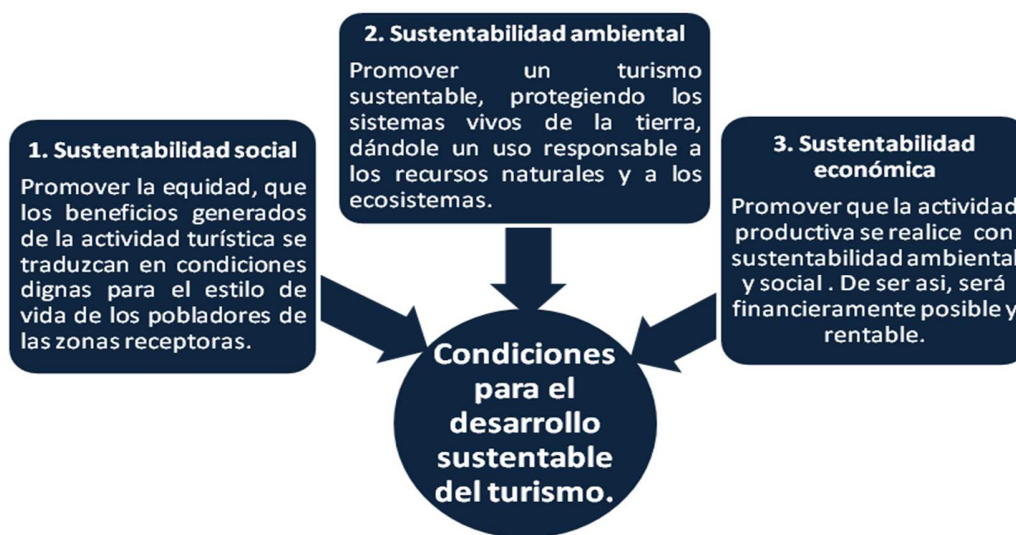 1. Sustentabilidad social
Promover la equidad, que
los beneficios generados
de la actividad turística se
traduzcan en condiciones
dignas para el estilo de
vida de los pobladores de
las zonas receptoras.
2. Sustentabilidad ambiental
Promover un turismo
sustentable, protegiendo los
sistemas vivos de la tierra,
dándole un uso responsable a
los recursos naturales y a los
ecosistemas.
3. Sustentabilidad
económica
Promover que la actividad
productiva se realice con
sustentabilidad ambiental
y social . De ser asi, será
financieramente posible y
rentable.
Condiciones
para el
desarrollo
sustentable
del turismo.